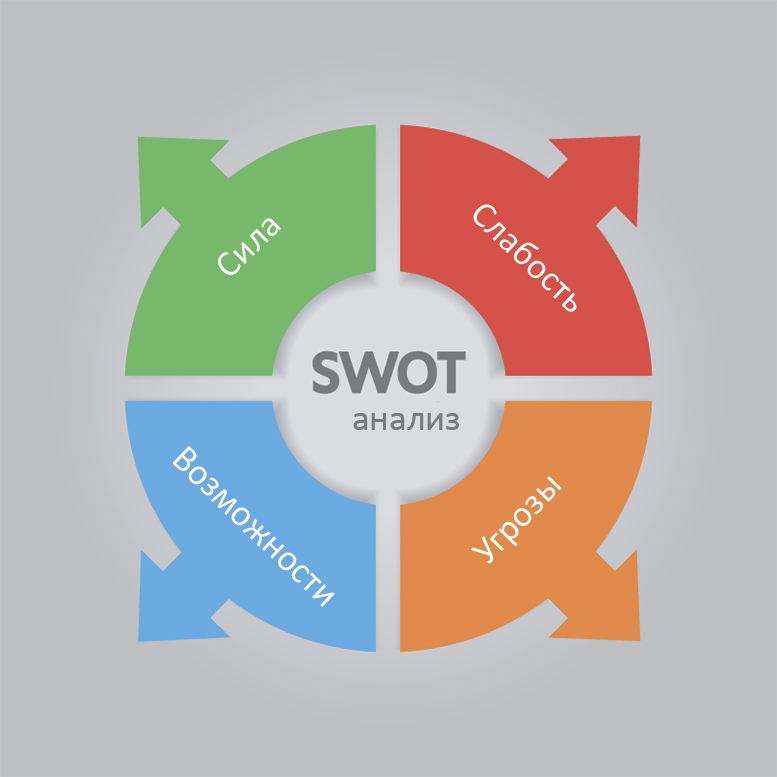 Сила
Слабость
SWOT
анализ
Возможности
Угрозы